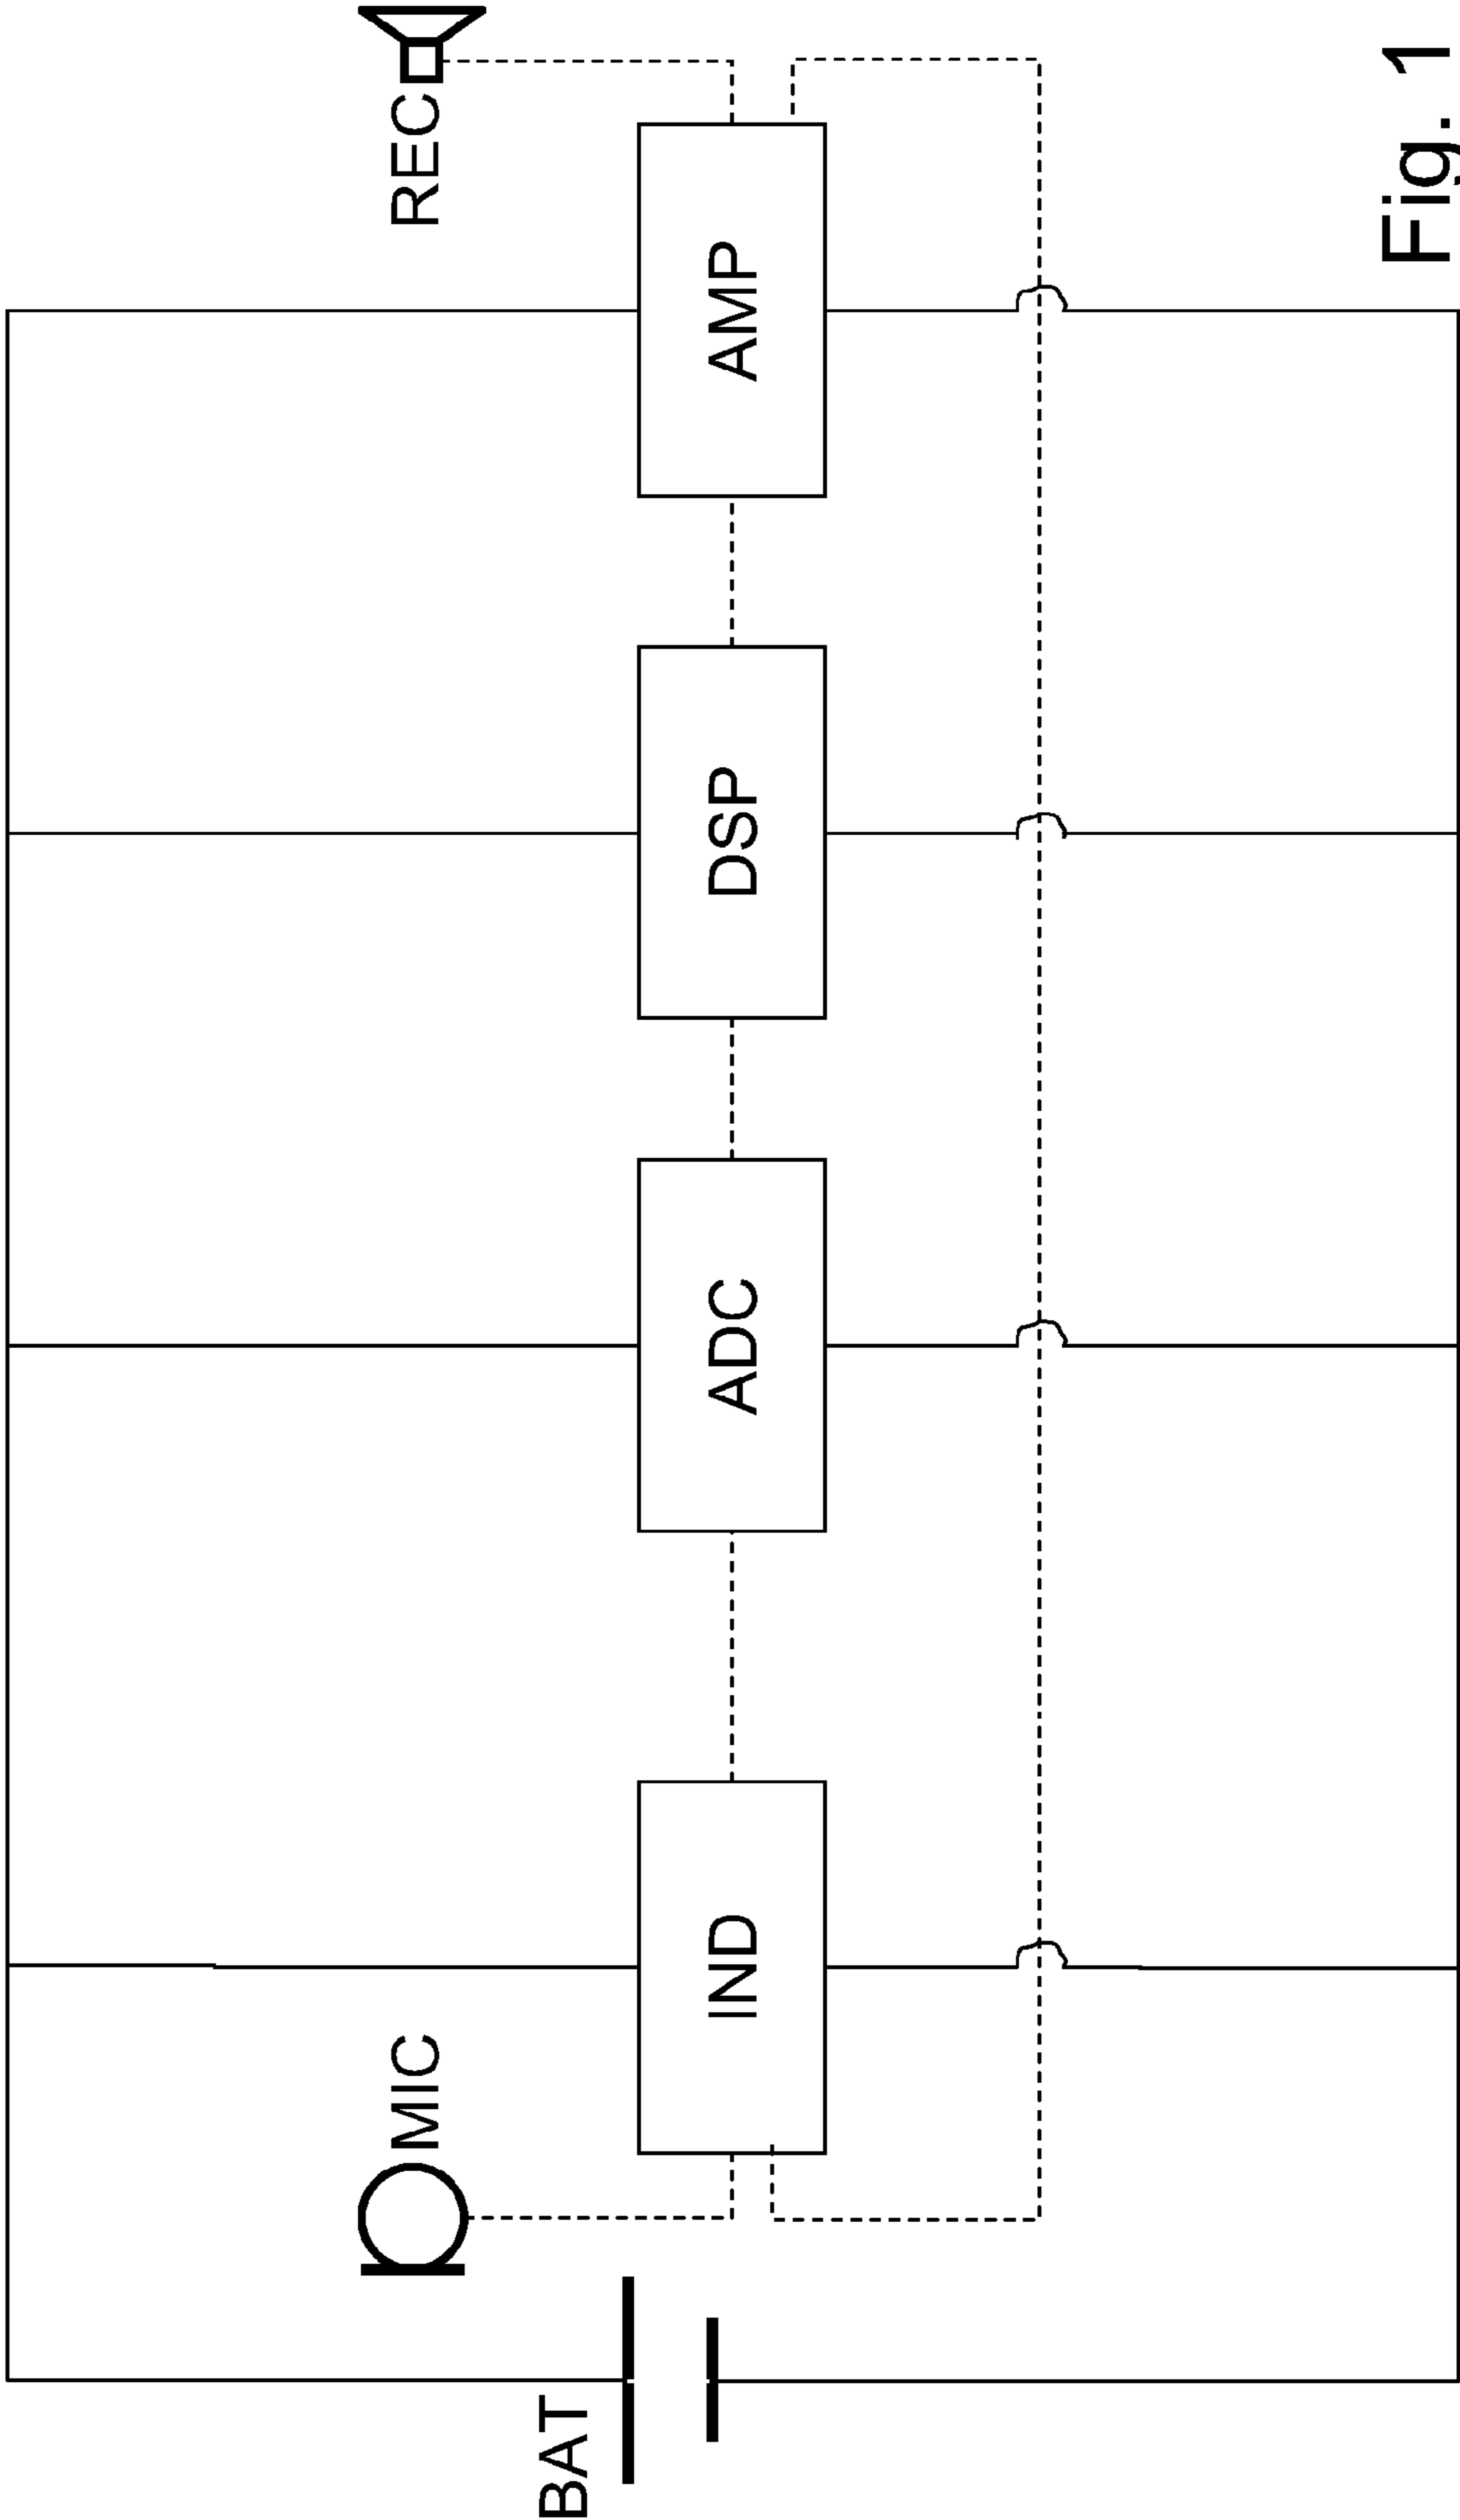 BAT
MIC
IND
ADC
DSP
AMP
REC
Fig. 1